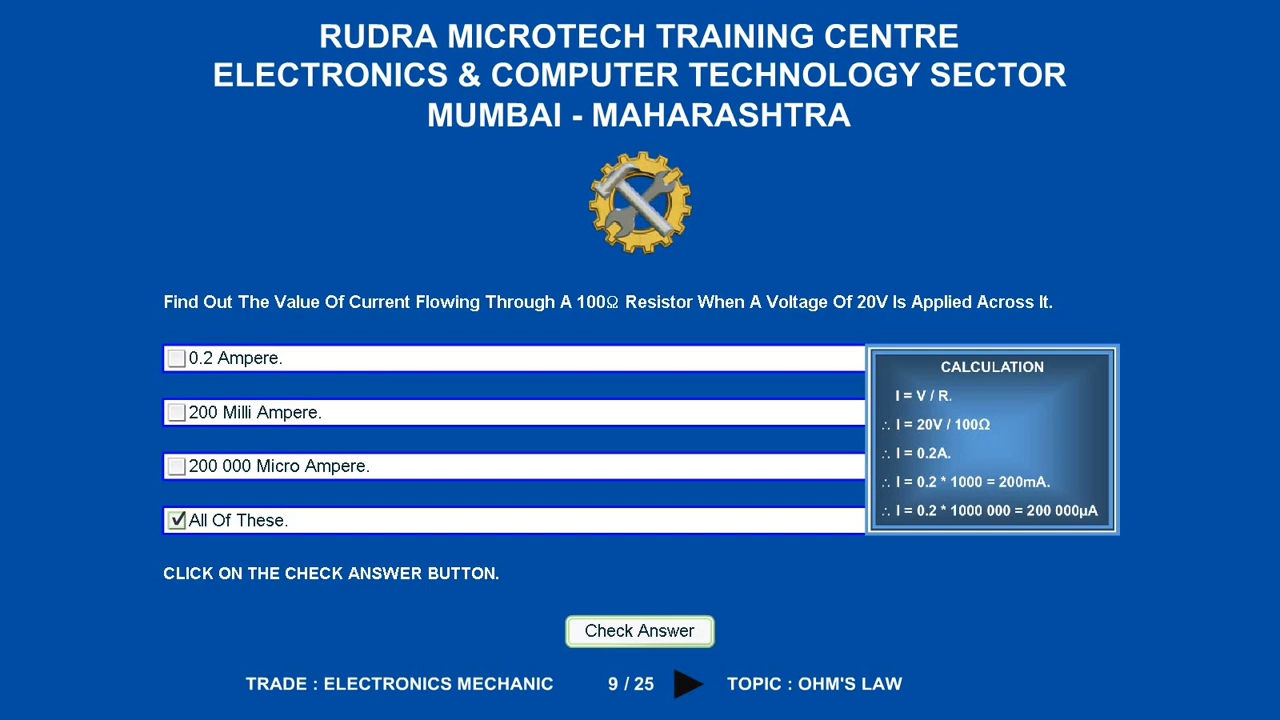 RUDRA MICROTECH TRAINING CENTRE
ELECTRONICS & COMPUTER TECHNOLOGY SECTOR
MUMBAI - MAHARASHTRA
Find Out The Value Of Current Flowing Through A 100Ω Resistor When A Voltage Of 20V Is Applied Across It.
0.2 Ampere.
200 Milli Ampere.
200 000 Micro Ampere.
All Of These.
CALCULATION
I = V / R.
∴ I = 20V / 100Ω
∴ I = 0.2A.
∴ I = 0.2 * 1000 = 200mA.
∴ I = 0.2 * 1000 000 = 200 000µA
CLICK ON THE CHECK ANSWER BUTTON.
Check Answer
TRADE : ELECTRONICS MECHANIC 9 / 25 TOPIC : OHM'S LAW